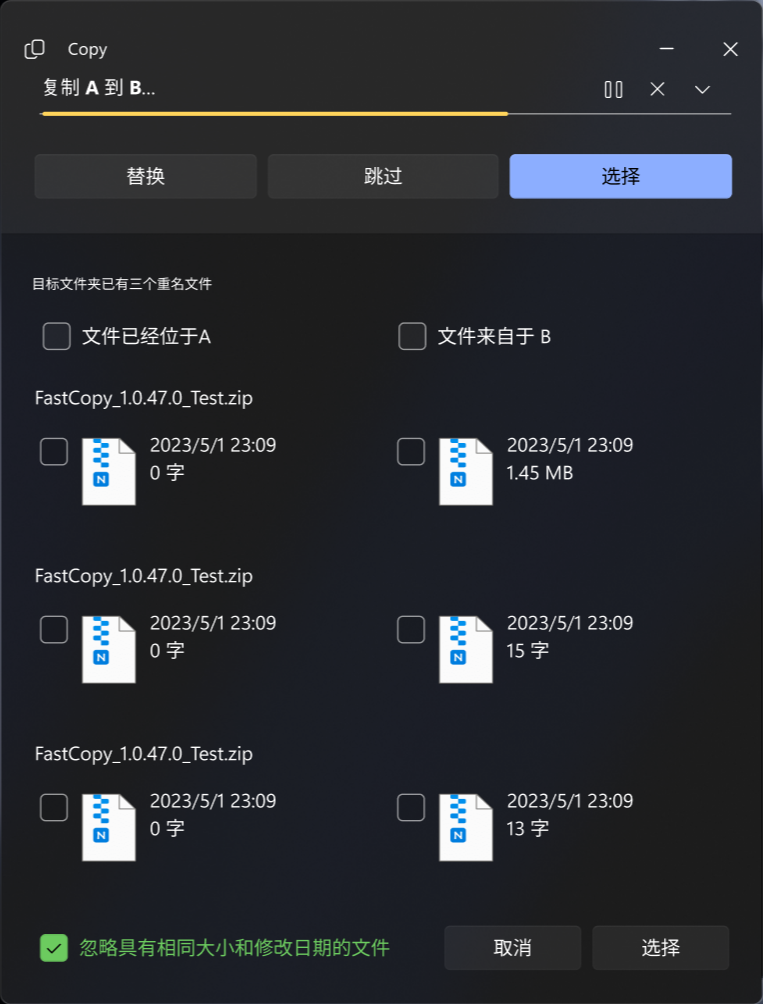 Copy
复制 A 到 B...
替换 跳过 选择
目标文件夹已有三个重名文件
文件已经位于A 文件来自于 B
FastCopy_1.0.47.0_Test.zip
2023/5/1 23:09 2023/5/1 23:09
0 字 1.45 MB
N N
FastCopy_1.0.47.0_Test.zip
2023/5/1 23:09 2023/5/1 23:09
0 字 15 字
N N
FastCopy_1.0.47.0_Test.zip
2023/5/1 23:09 2023/5/1 23:09
0 字 13 字
N N
忽略具有相同大小和修改日期的文件 取消 选择